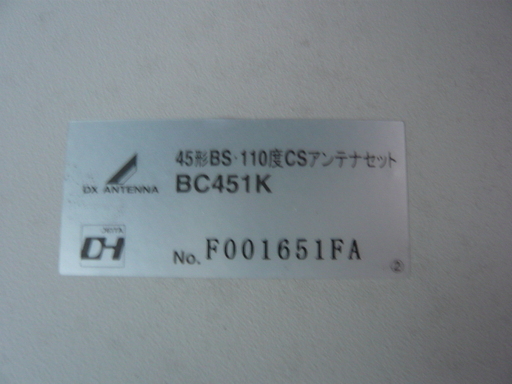 45形BS・110度CSアンテナセット
DX ANTENNA
BC451K
JEITA
DH
No. F001651FA
②